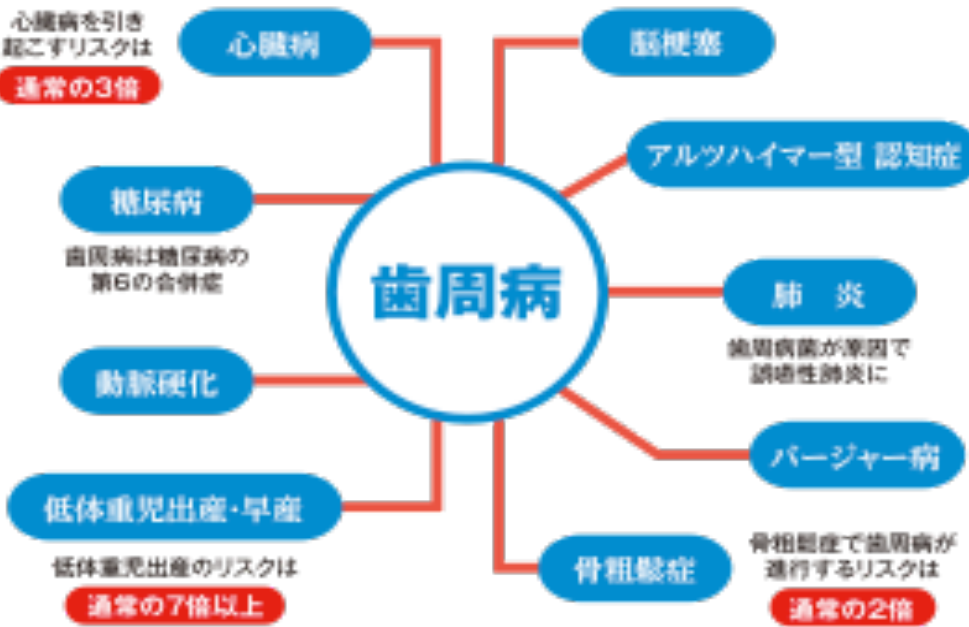 心臓病を引き
起こすリスクは
通常の3倍
心臓病
脳梗塞
アルツハイマー型 認知症
糖尿病
歯周病は糖尿病の
第6の合併症
歯周病
肺 炎
歯周病菌が原因で
誤嚥性肺炎に
動脈硬化
バージャー病
低体重児出産・早産
低体重児出産のリスクは
通常の7倍以上
骨粗鬆症
骨粗鬆症で歯周病が
進行するリスクは
通常の2倍